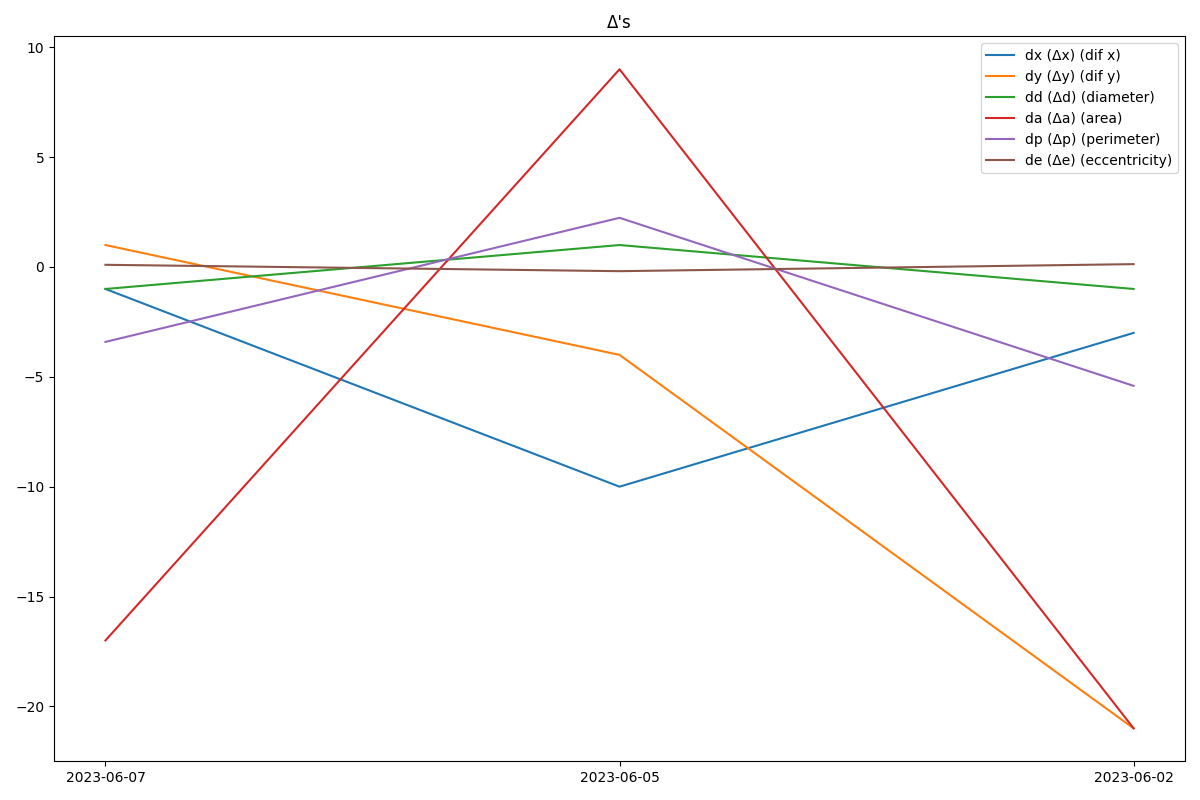 Δ's
10
5
0
−5
−10
−15
−20
dx (Δx) (dif x)
dy (Δy) (dif y)
dd (Δd) (diameter)
da (Δa) (area)
dp (Δp) (perimeter)
de (Δe) (eccentricity)
2023-06-07
2023-06-05
2023-06-02